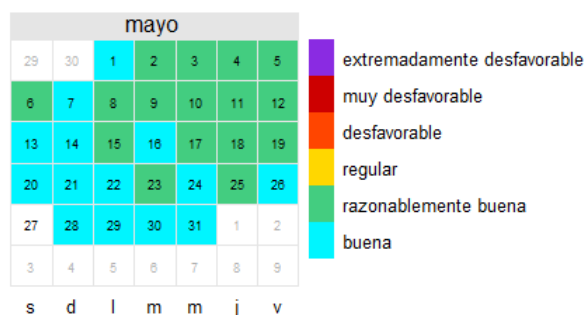 mayo
29 30 1 2 3 4 5
6 7 8 9 10 11 12
13 14 15 16 17 18 19
20 21 22 23 24 25 26
27 28 29 30 31 1 2
3 4 5 6 7 8 9
s d l m m j v
extremadamente desfavorable
muy desfavorable
desfavorable
regular
razonablemente buena
buena